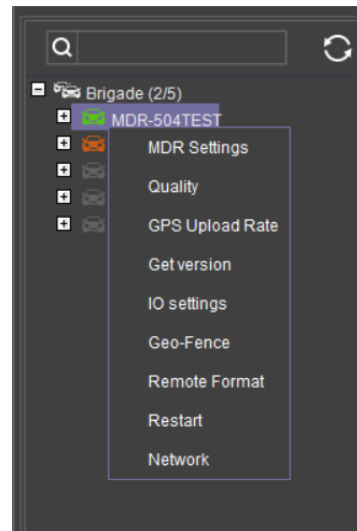 Brigade (2/5)
MDR-504TEST
MDR Settings
Quality
GPS Upload Rate
Get version
IO settings
Geo-Fence
Remote Format
Restart
Network